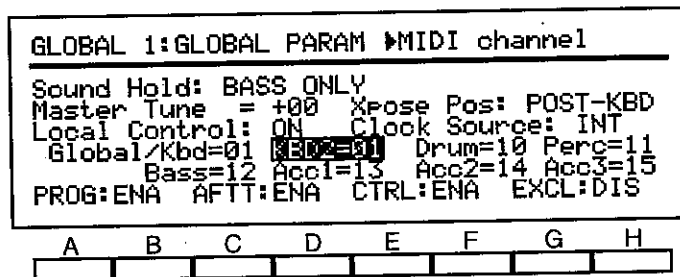 GLOBAL 1:GLOBAL PARAM ▶MIDI channel
Sound Hold: BASS ONLY
Master Tune = +00 Xpose Pos: POST-KBD
Local Control: ON Clock Source: INT
Global/Kbd=01 KBD2=01 Drum=10 Perc=11
Bass=12 Acc1=13 Acc2=14 Acc3=15
PROG:ENA AFTT:ENA CTRL:ENA EXCL:DIS
A B C D E F G H